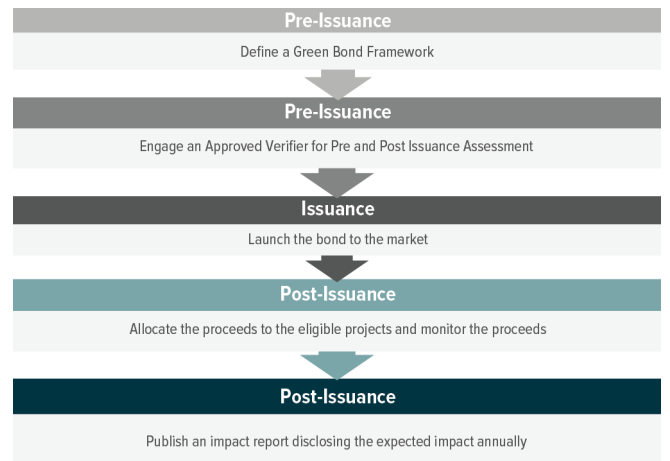 Pre-Issuance
Define a Green Bond Framework
Pre-Issuance
Engage an Approved Verifier for Pre and Post Issuance Assessment
Issuance
Launch the bond to the market
Post-Issuance
Allocate the proceeds to the eligible projects and monitor the proceeds
Post-Issuance
Publish an impact report disclosing the expected impact annually